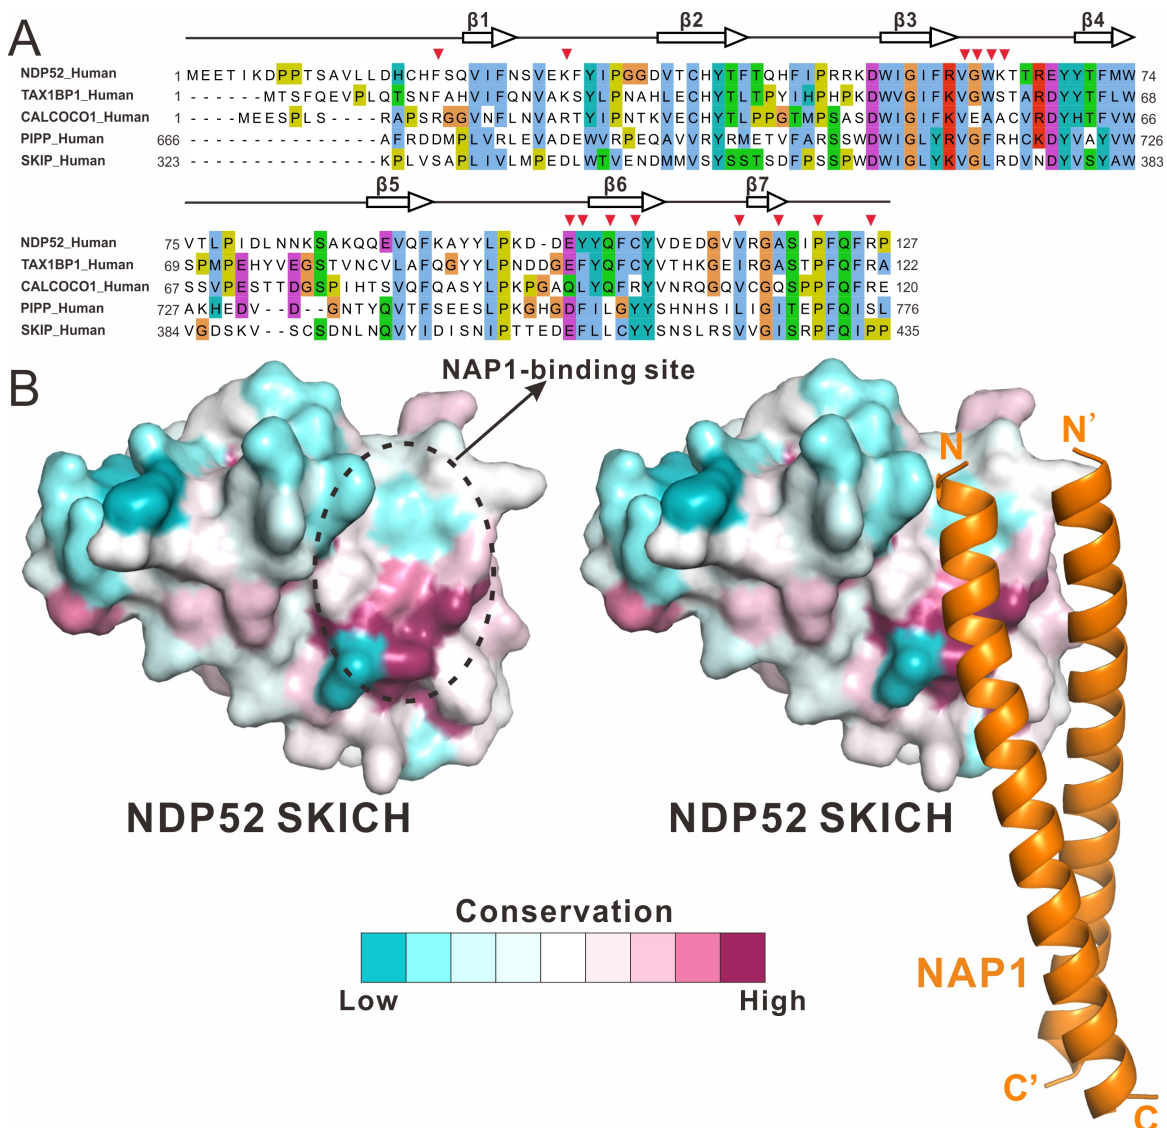 A
β1 β2 β3 β4
NDP52_Human 1 MEETIKDPPTSAVLLDHCHFSQVIFNSVEKFYIPGGDVTCHYTFTQHFIPRRKDWIGIFRVGWKTTREYYTFMW 74
TAX1BP1_Human 1 ------MTSFQEVPLQTSNFAHVIFQNVAKSYLPNAHLECHYTLTPYIHPHPKDWVGIFKVGWSTARDYYTFLW 68
CALCOCO1_Human 1 ----MEESPLS----RAPSRGGVNFLNVARTYIPNTKVECHYTLPPGTMPSASDWIGIFKVEAACVRDYHTFVW 66
PIPP_Human 666 ---------------AFRDDMPLVRLEVADEWVRPEQAVVRYRMETVFARSSWDWIGLYRVGFRHCKDYVAYVW 726
SKIP_Human 323 ---------------KPLVSAPLIVLMPEDLWTVENDMMVSYSSTSDFPSSPWDWIGLYKVGLRDVNDYVSYAW 383
β5 β6 β7
NDP52_Human 75 VTLPIDLNNKSAKQQEVQFKAYYLPKD-DEYYQFCYVDEDGVVRGASIPFQFRP 127
TAX1BP1_Human 69 SPMPEHYVEGSTVNCVLAFQGYYLPNDDGEFYQFCYVTHKGEIRGASTPFQFRA 122
CALCOCO1_Human 67 SSVPESTTDGSPIHTSVQFQASYLPKPGAQLYQFRYVNRQGQVCGQSPPFQFRE 120
PIPP_Human 727 AKHEDV--D--GNTYQVTFSEESLPKGHGDFILGYYSHNHSILIGITEPFQISL 776
SKIP_Human 384 VGDSKV--SCSDNLNQVYIDISNIPTTEDEFLLCYYSNSLRSVVGISRPFQIPP 435
B
NAP1-binding site
N N’
NDP52 SKICH NDP52 SKICH
Conservation
Low High
NAP1
C’ C